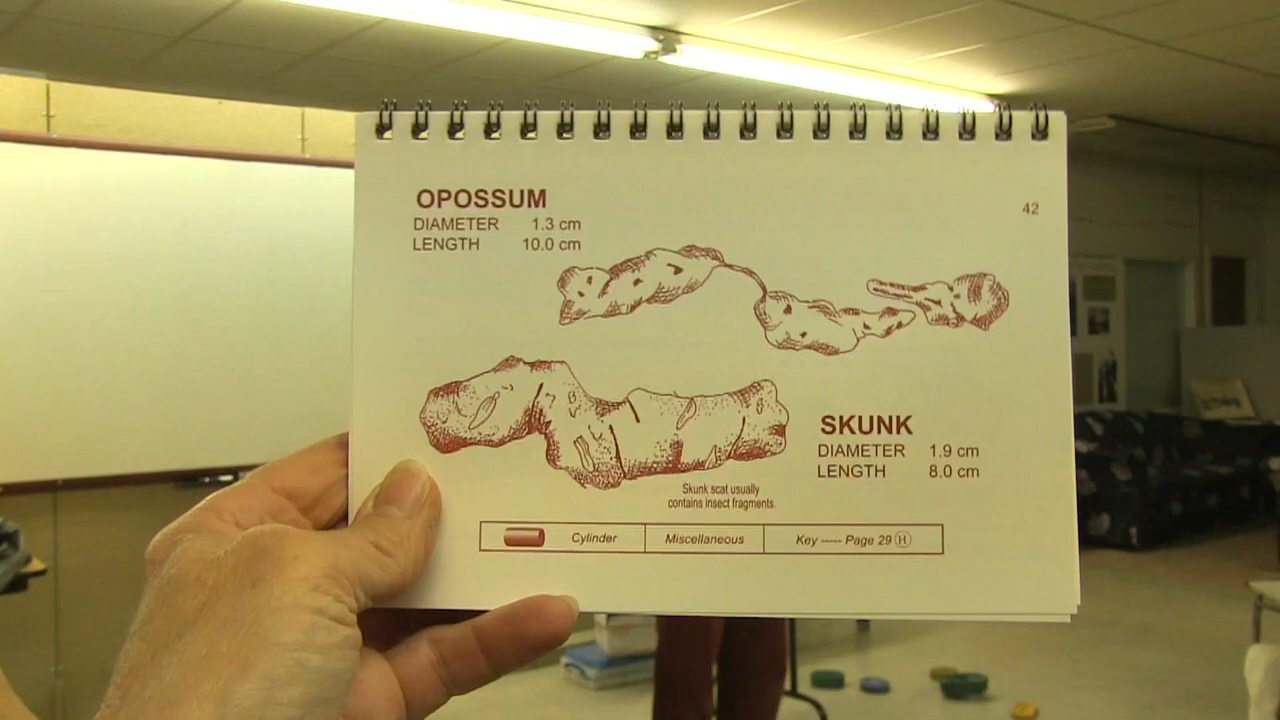 OPOSSUM
DIAMETER 1.3 cm
LENGTH 10.0 cm
42
SKUNK
DIAMETER 1.9 cm
LENGTH 8.0 cm
Skunk scat usually
contains insect fragments.
Cylinder Miscellaneous Key ---- Page 29 Ⓗ